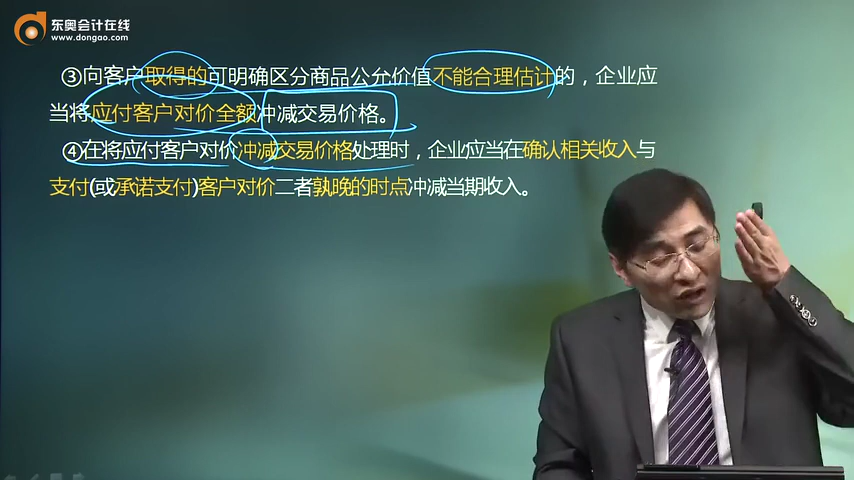 东奥会计在线
www.dongao.com
③向客户取得的可明确区分商品公允价值不能合理估计的，企业应
当将应付客户对价全额冲减交易价格。
④在将应付客户对价冲减交易价格处理时，企业应当在确认相关收入与
支付(或承诺支付)客户对价二者孰晚的时点冲减当期收入。